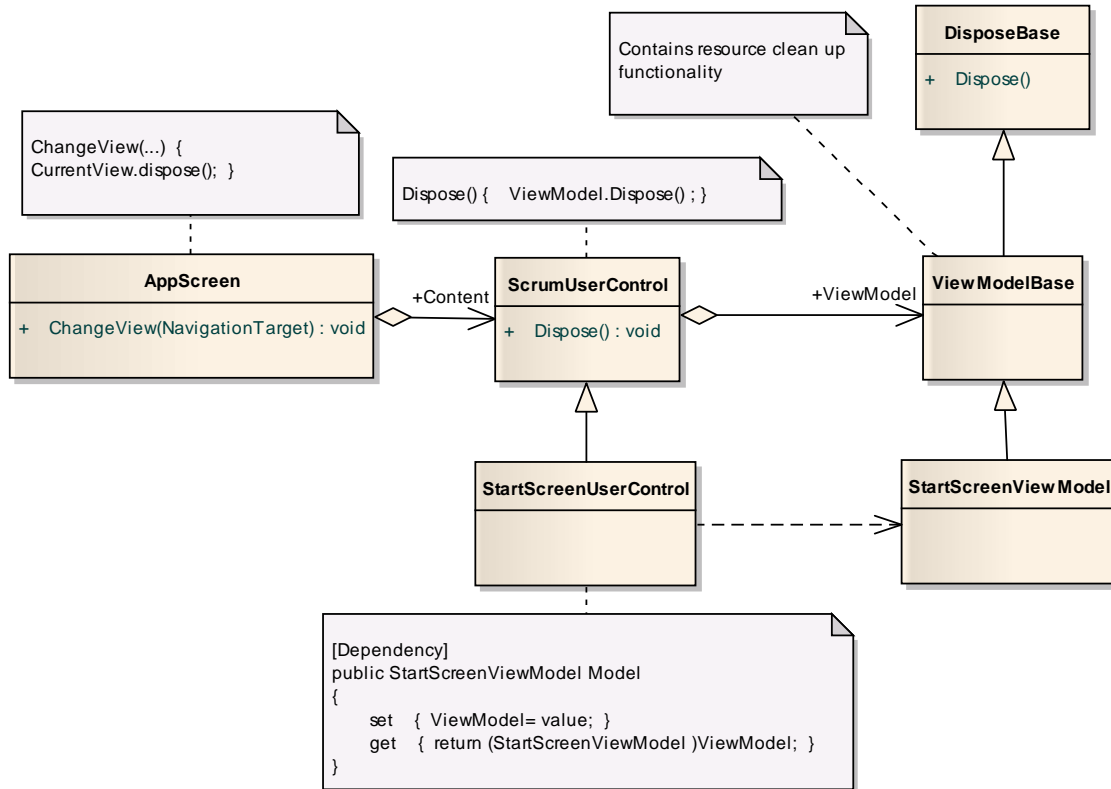 DisposeBase
+ Dispose()
Contains resource clean up
functionality
ChangeView(...) {
CurrentView.dispose(); }
Dispose() { ViewModel.Dispose() ; }
AppScreen
+ ChangeView(NavigationTarget) : void
+Content
ScrumUserControl
+ Dispose() : void
+ViewModel
ViewModelBase
StartScreenUserControl
StartScreenViewModel
[Dependency]
public StartScreenViewModel Model
{
set { ViewModel= value; }
get { return (StartScreenViewModel )ViewModel; }
}